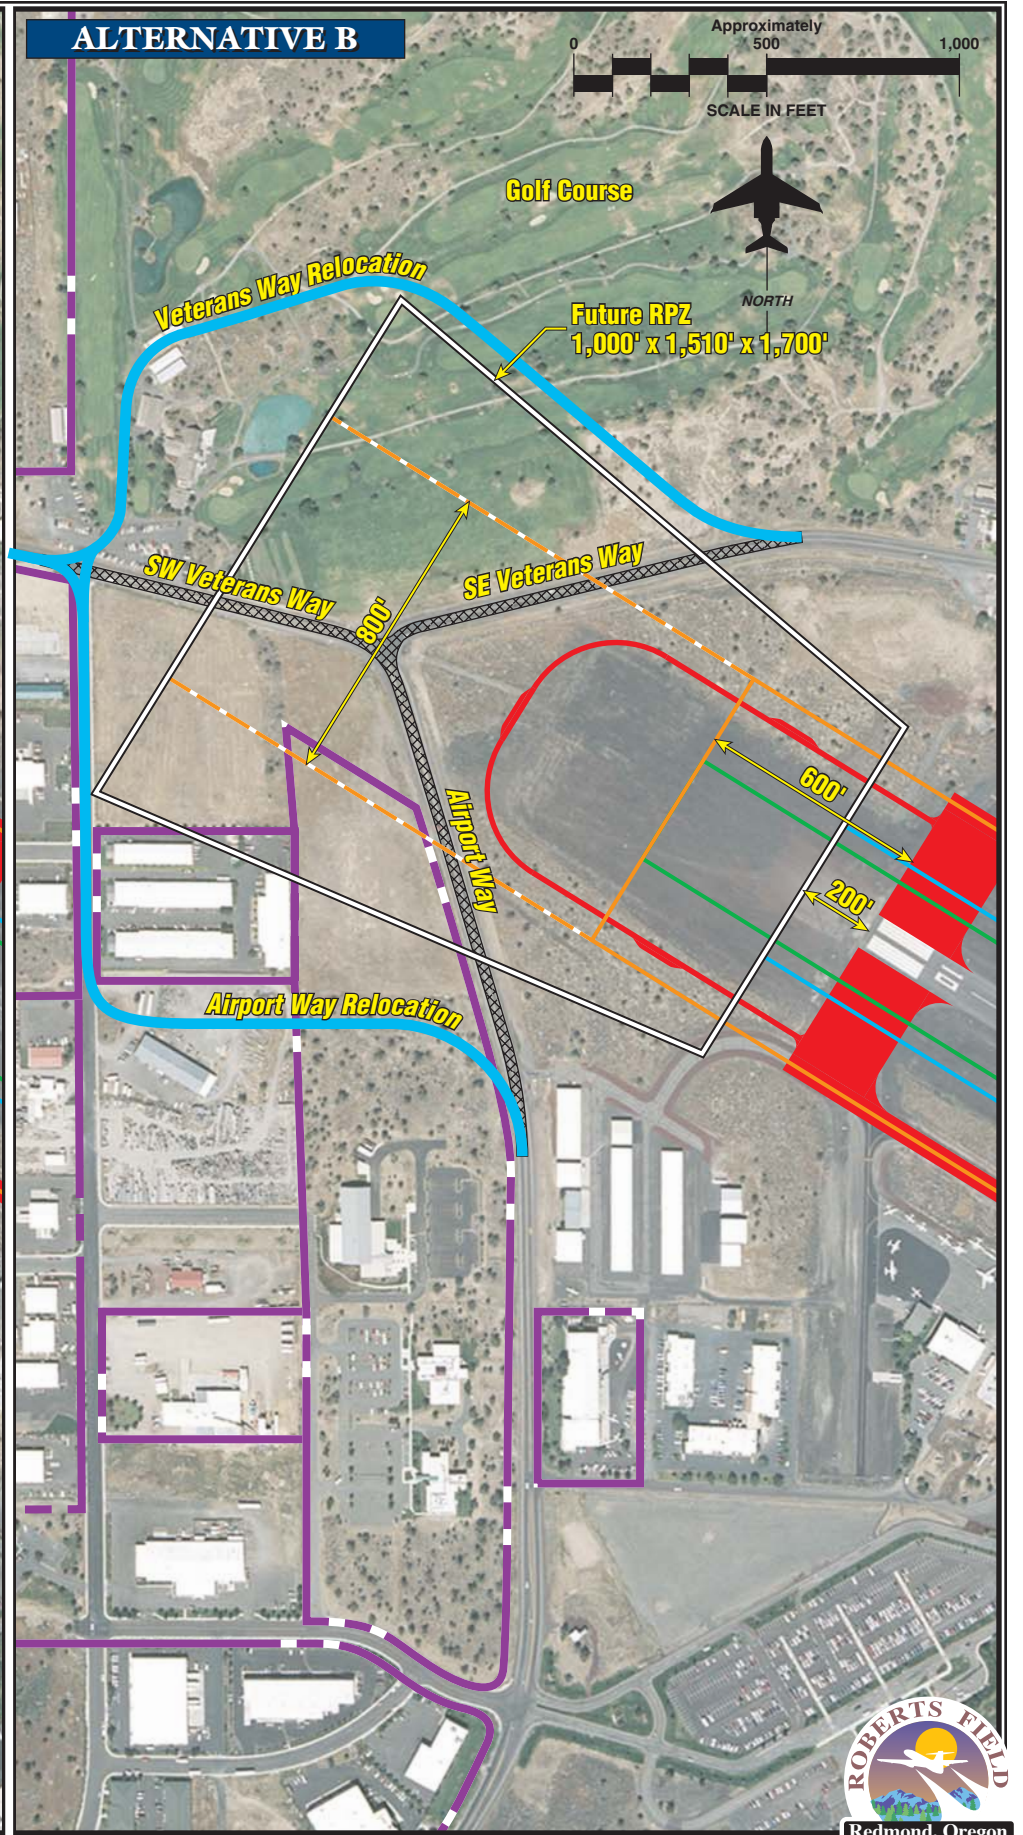 ALTERNATIVE B
Approximately
0 500 1,000
SCALE IN FEET
Golf Course
NORTH
Veterans Way Relocation
Future RPZ
1,000' x 1,510' x 1,700'
SW Veterans Way
SE Veterans Way
800'
Airport Way
600'
200'
Airport Way Relocation
ROBERTS FIELD
Redmond, Oregon